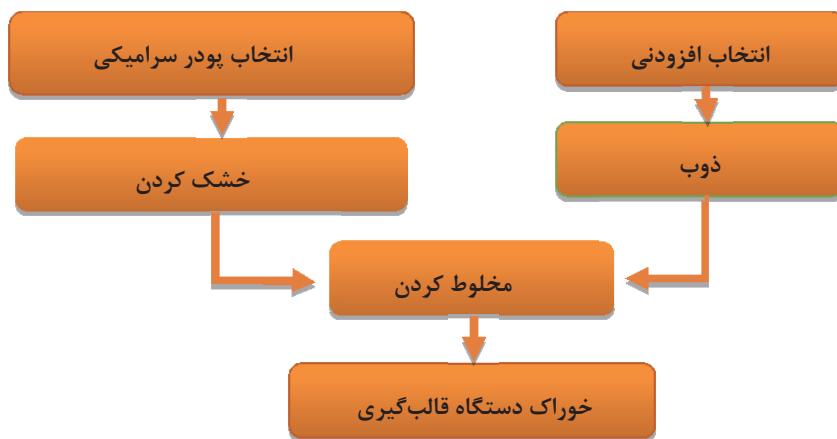 انتخاب افزودنی
انتخاب پودر سرامیکی
ذوب
خشک کردن
مخلوط کردن
خوراک دستگاه قالب‌گیری